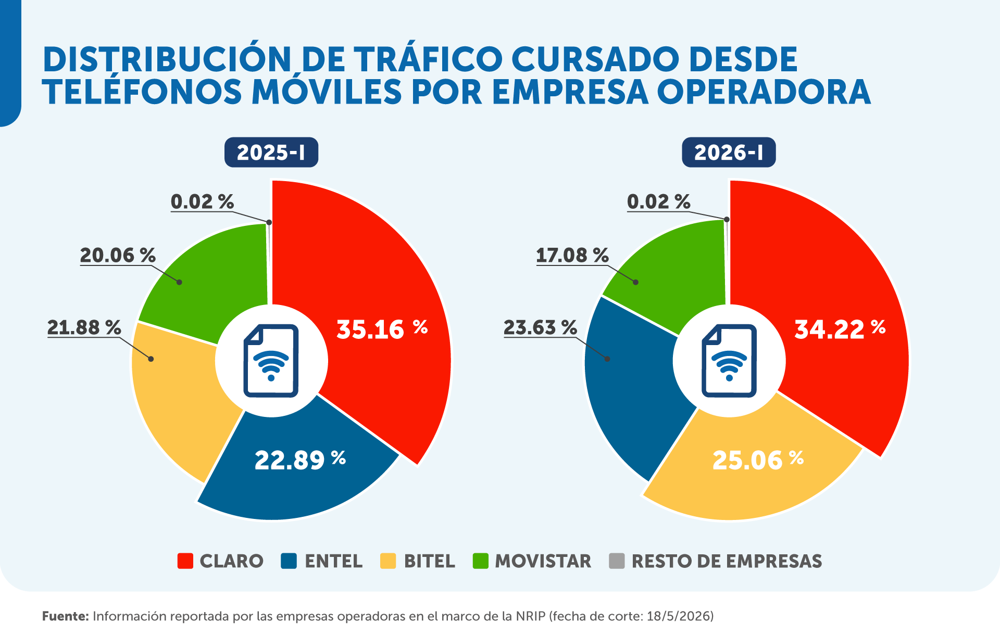 DISTRIBUCIÓN DE TRÁFICO CURSADO DESDE
TELÉFONOS MÓVILES POR EMPRESA OPERADORA
2025-I
0.02 %
20.06 %
21.88 %
35.16 %
22.89 %
2026-I
0.02 %
17.08 %
23.63 %
34.22 %
25.06 %
CLARO
ENTEL
BITEL
MOVISTAR
RESTO DE EMPRESAS
Fuente: Información reportada por las empresas operadoras en el marco de la NRIP (fecha de corte: 18/5/2026)